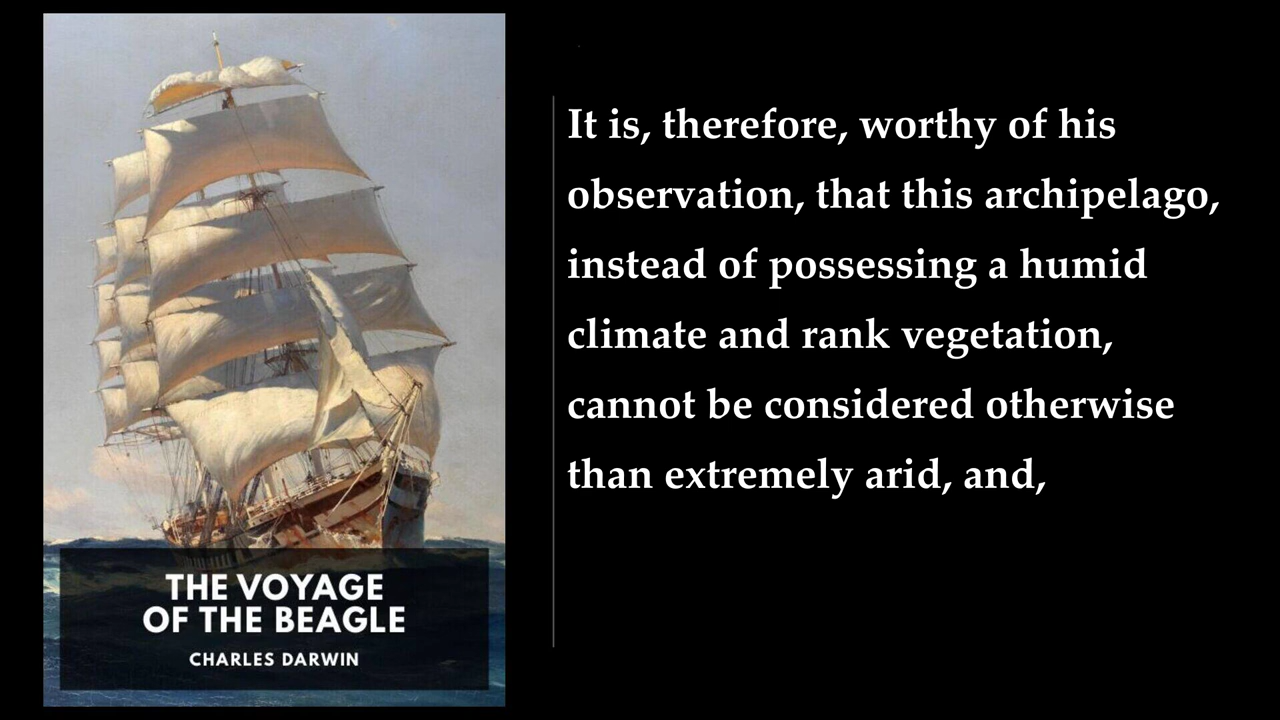 THE VOYAGE
OF THE BEAGLE
CHARLES DARWIN
It is, therefore, worthy of his
observation, that this archipelago,
instead of possessing a humid
climate and rank vegetation,
cannot be considered otherwise
than extremely arid, and,